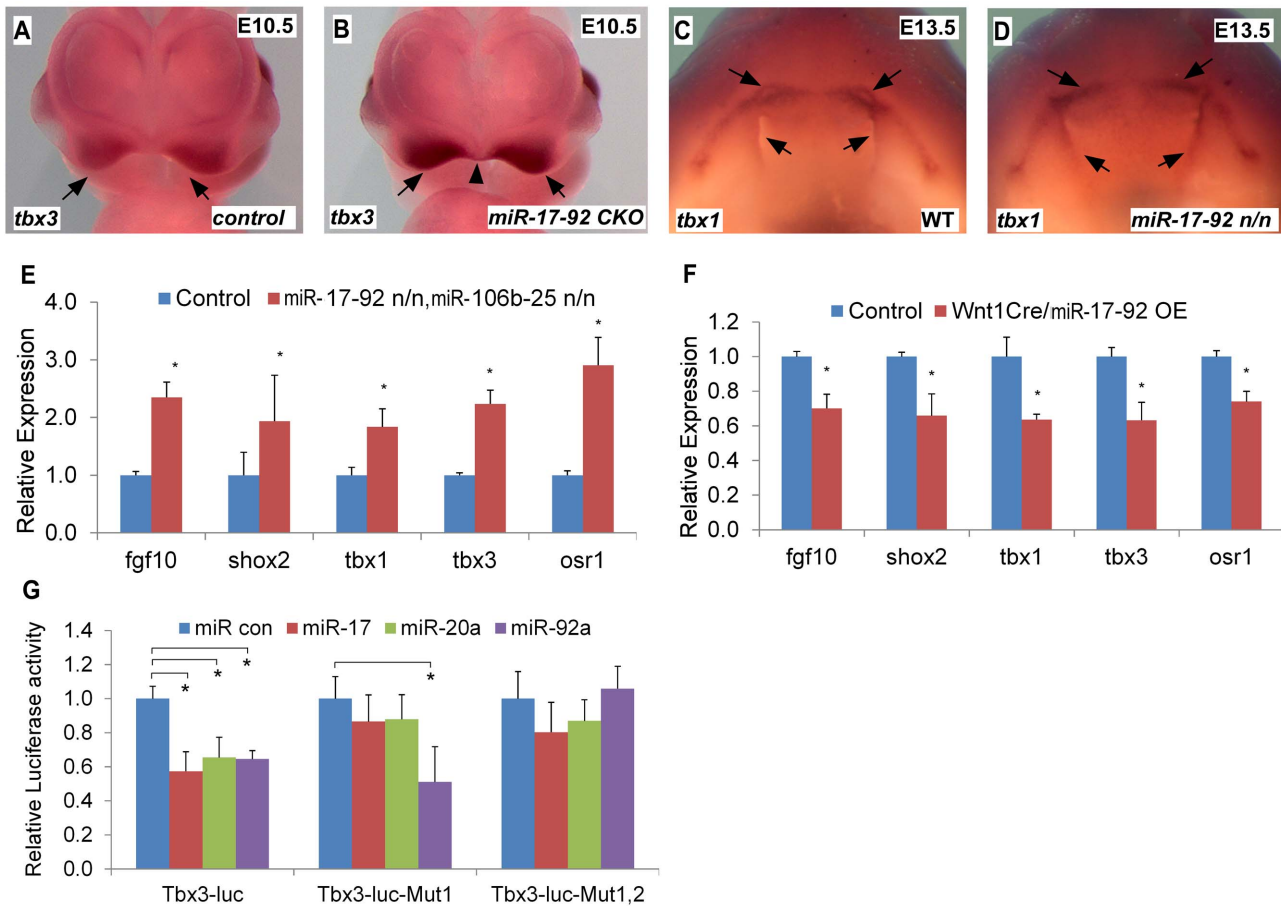 A E10.5
tbx3 control
B E10.5
tbx3 miR-17-92 CKO
C E13.5
tbx1 WT
D E13.5
tbx1 miR-17-92 n/n
E
Control miR-17-92 n/n,miR-106b-25 n/n
Relative Expression
4.0
3.0
2.0
1.0
0.0
* * * * *
fgf10 shox2 tbx1 tbx3 osr1
F
Control Wnt1Cre/miR-17-92 OE
Relative Expression
1.2
1.0
0.8
0.6
0.4
0.2
0.0
* * * * *
fgf10 shox2 tbx1 tbx3 osr1
G
miR con miR-17 miR-20a miR-92a
Relative Luciferase activity
1.4
1.2
1.0
0.8
0.6
0.4
0.2
0.0
* * * *
Tbx3-luc Tbx3-luc-Mut1 Tbx3-luc-Mut1,2